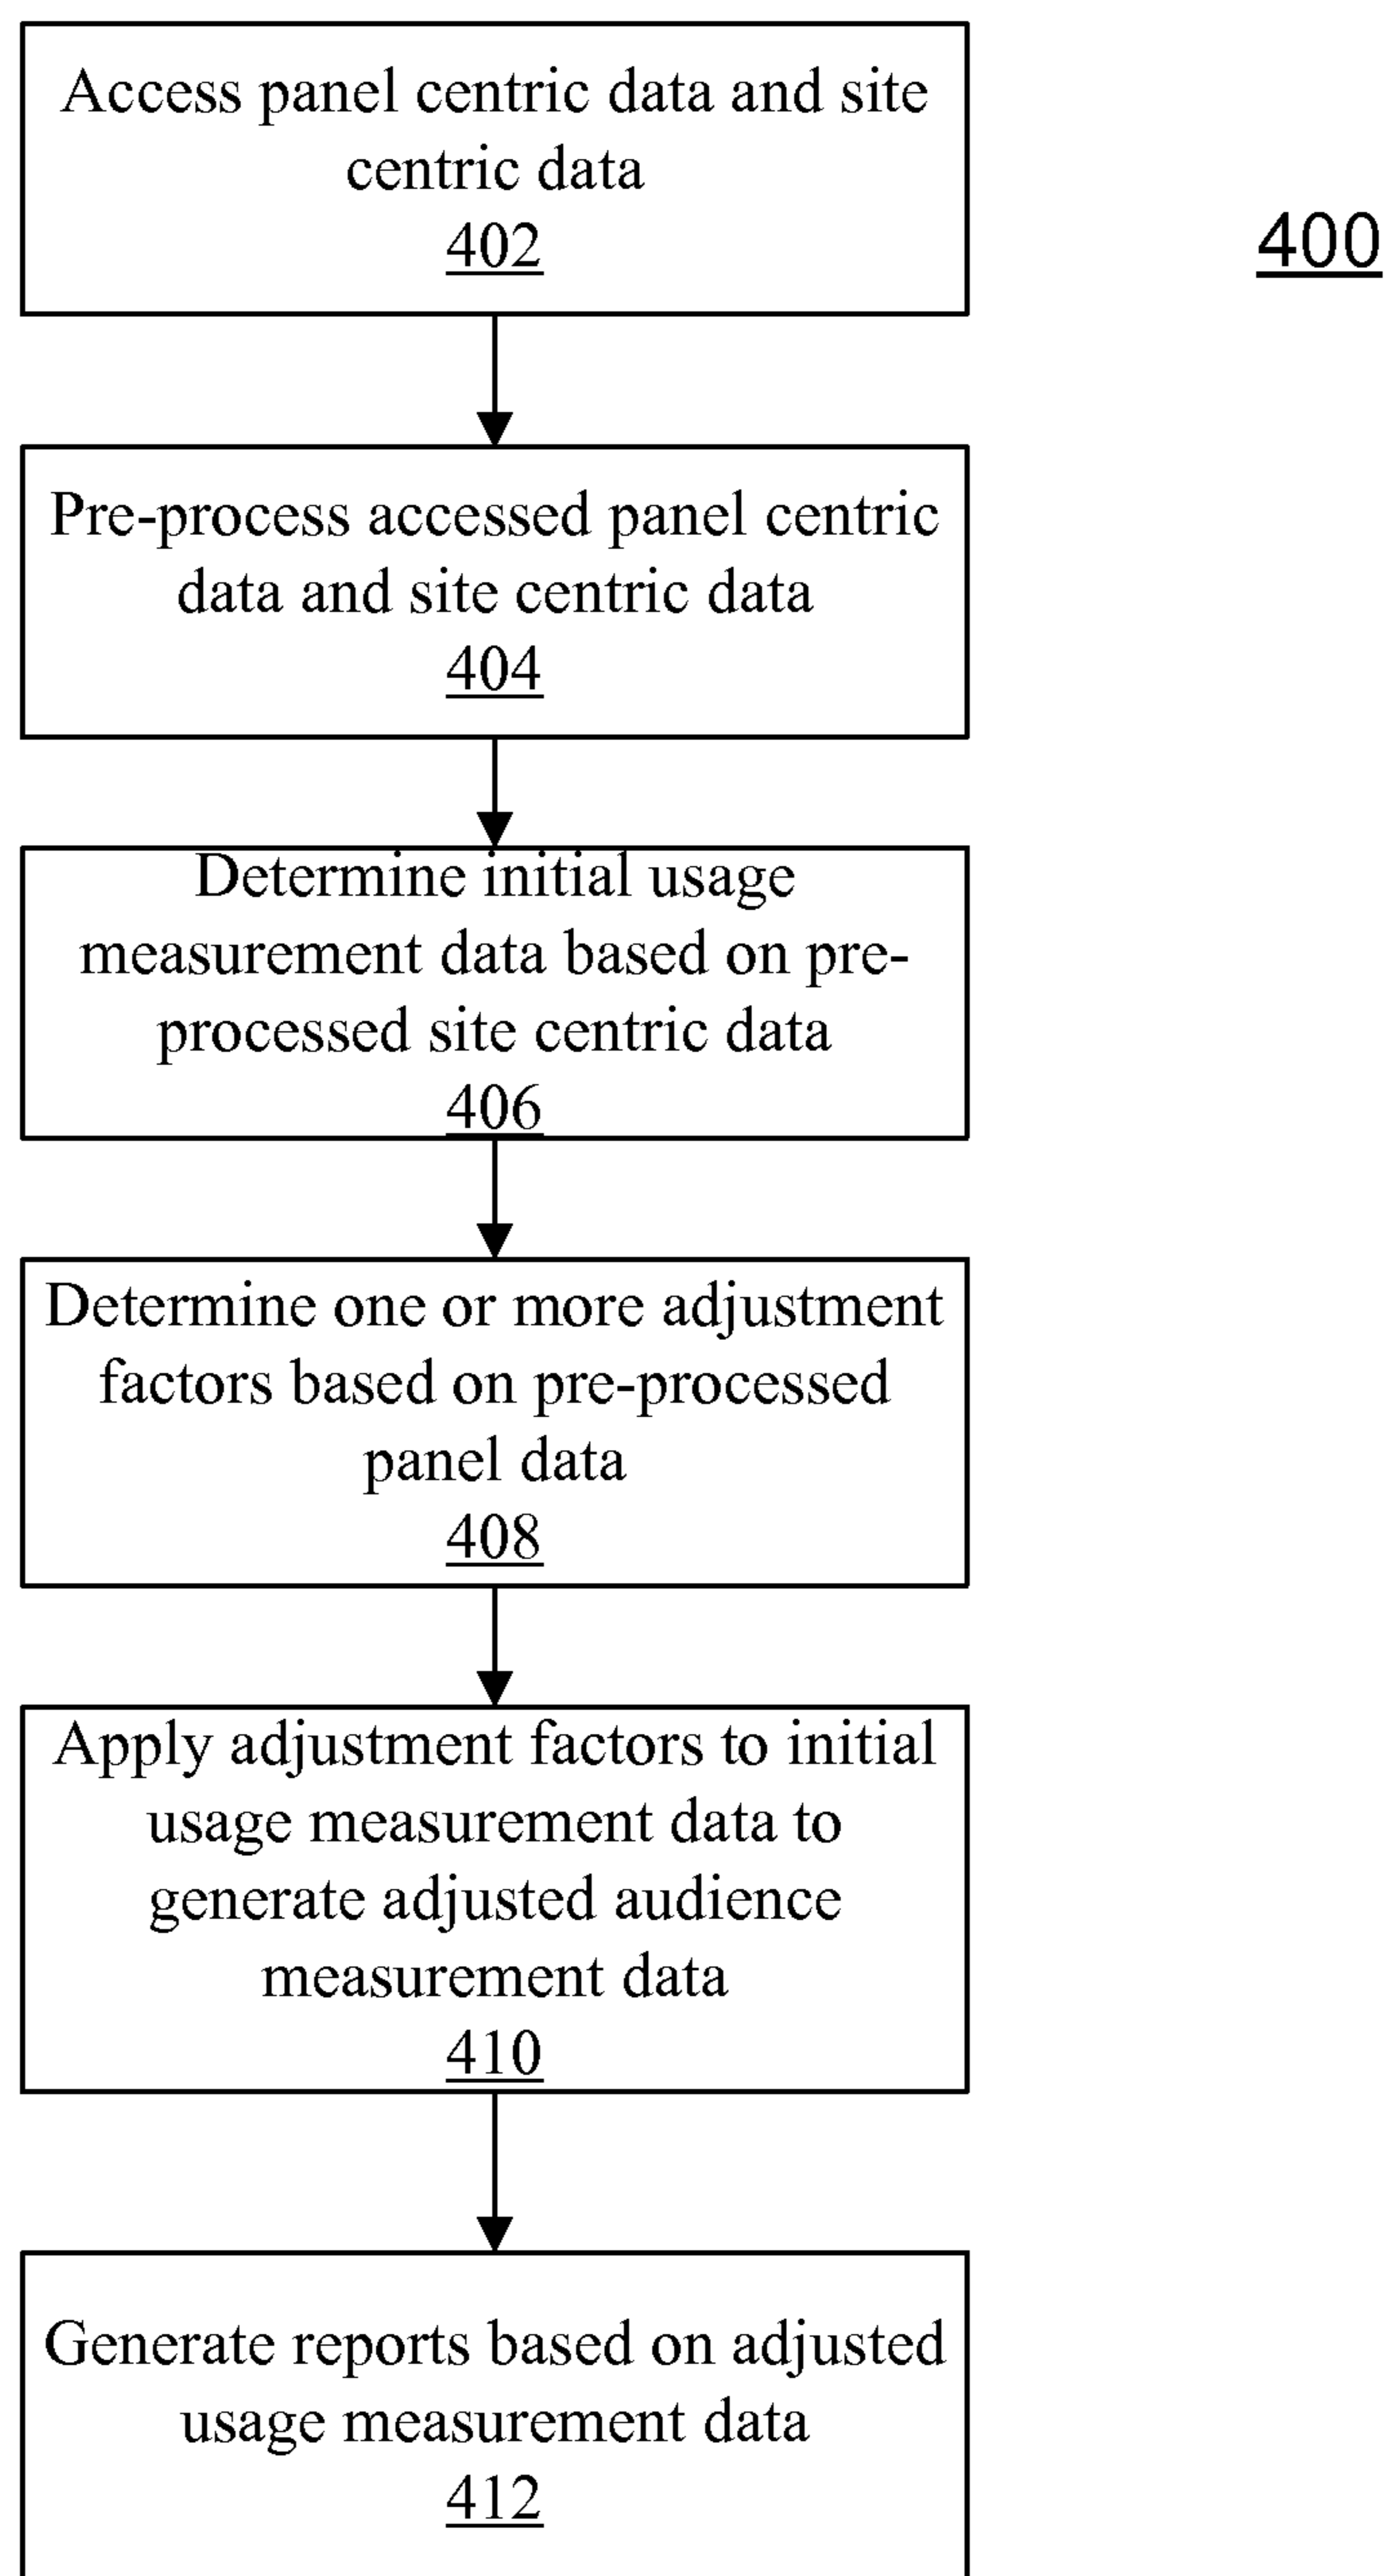 Access panel centric data and site
centric data
402
400
Pre-process accessed panel centric
data and site centric data
404
Determine initial usage
measurement data based on pre-
processed site centric data
406
Determine one or more adjustment
factors based on pre-processed
panel data
408
Apply adjustment factors to initial
usage measurement data to
generate adjusted audience
measurement data
410
Generate reports based on adjusted
usage measurement data
412